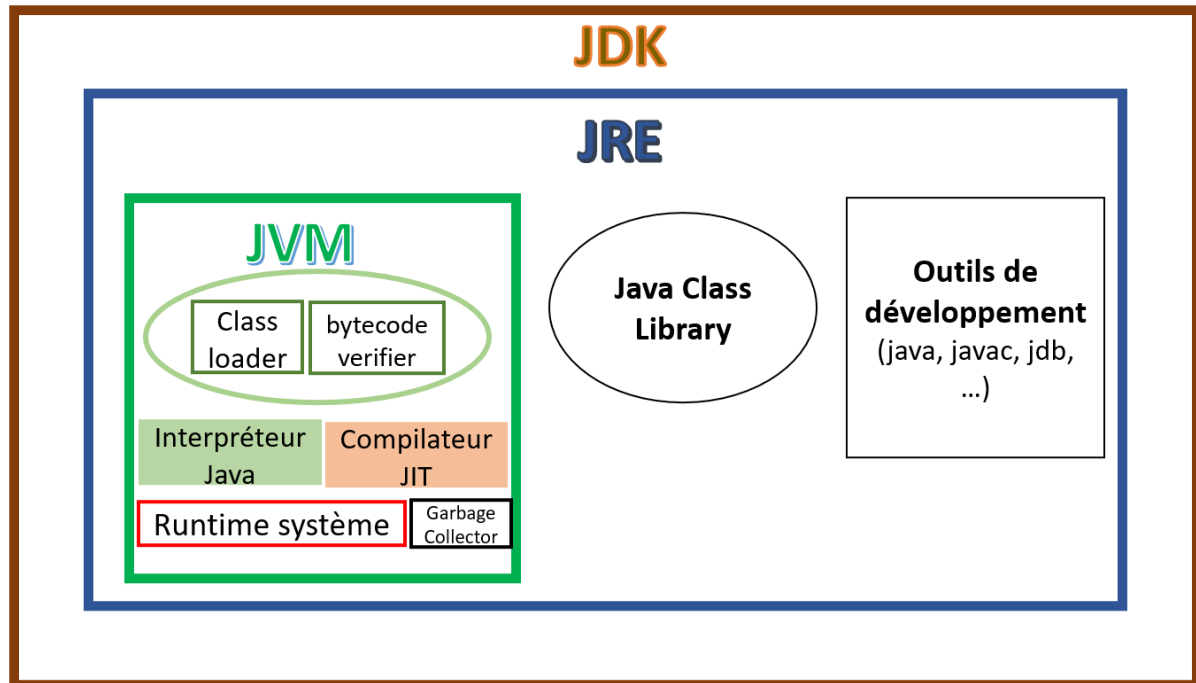 JDK
JRE
JVM
Class
loader
bytecode
verifier
Interpréteur
Java
Compilateur
JIT
Runtime système
Garbage
Collector
Java Class
Library
Outils de
développement
(java, javac, jdb,
...)